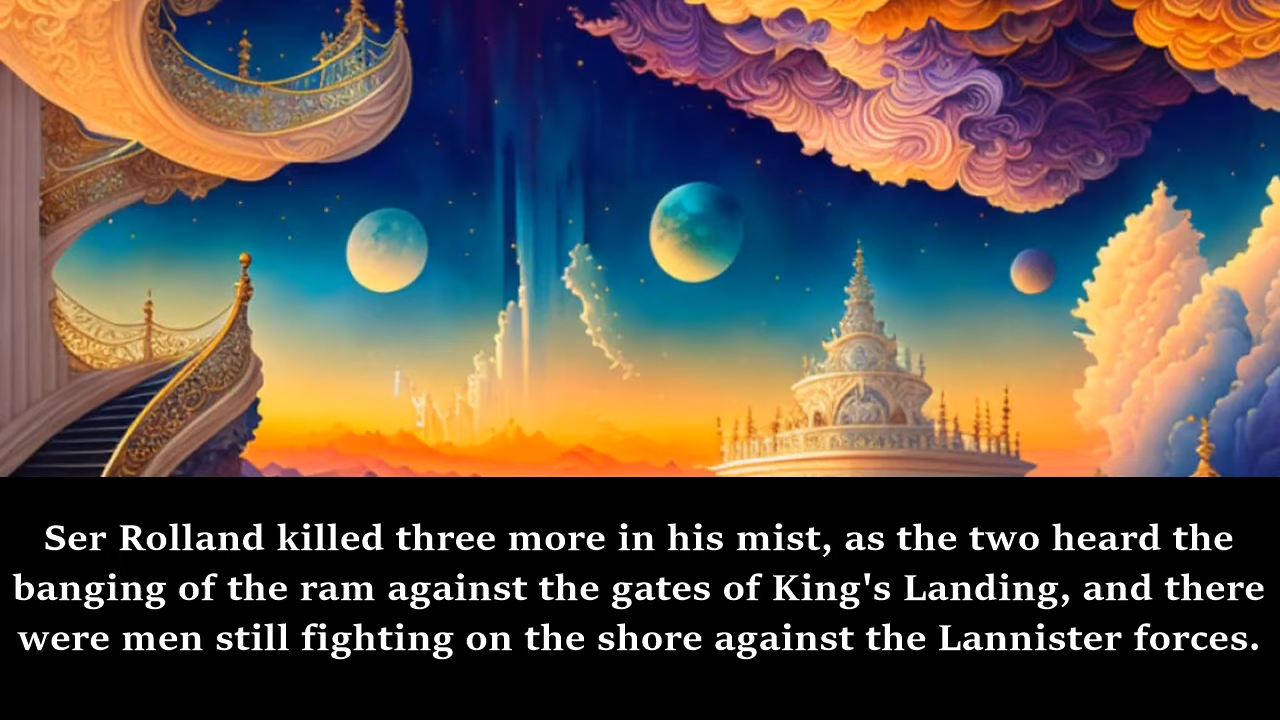 Ser Rolland killed three more in his mist, as the two heard the
banging of the ram against the gates of King's Landing, and there
were men still fighting on the shore against the Lannister forces.